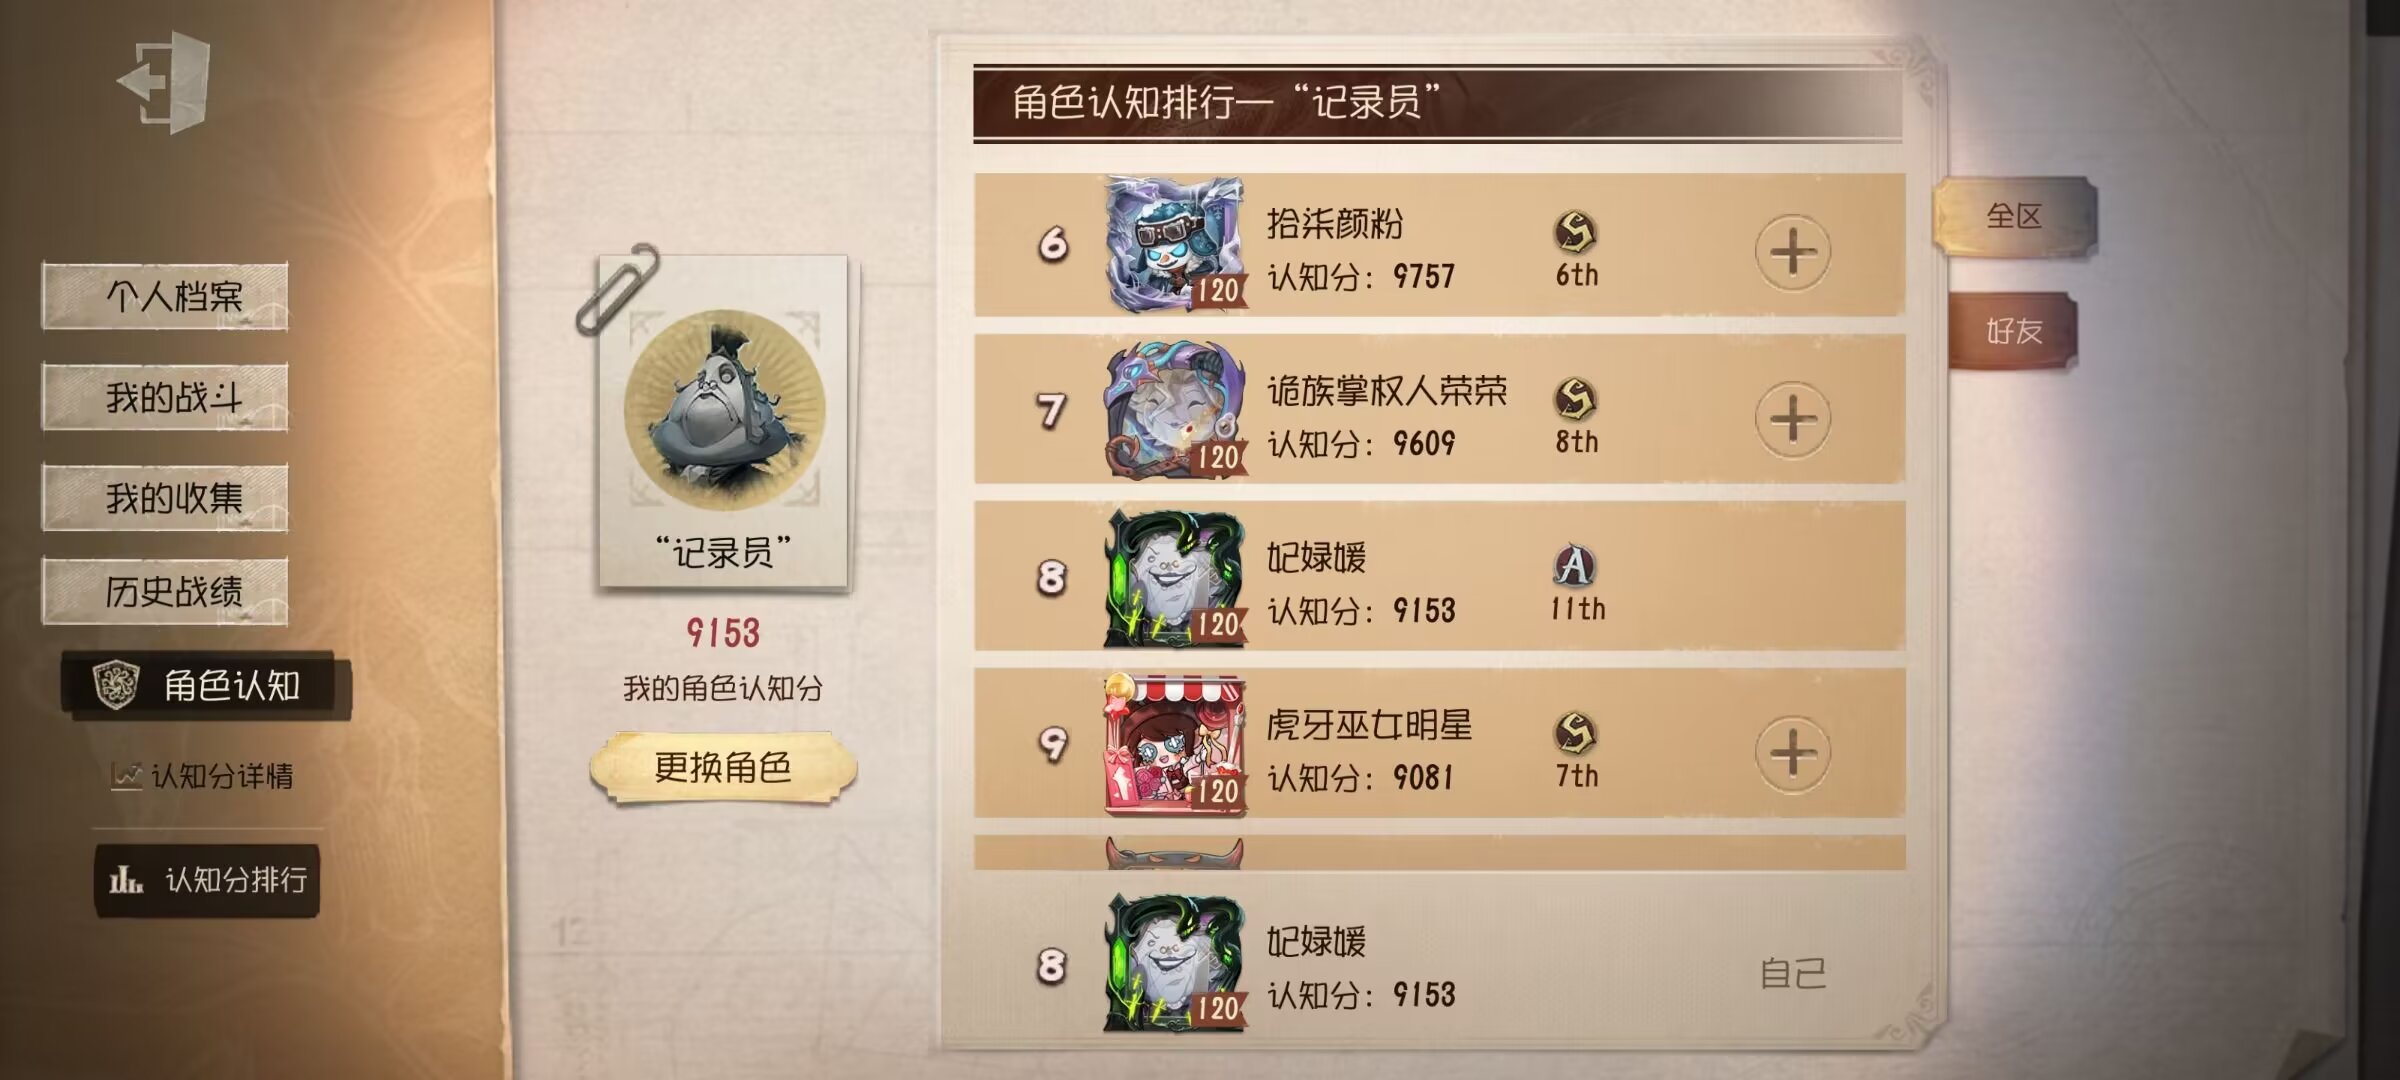 个人档案
我的战斗
我的收集
历史战绩
角色认知
认知分详情
认知分排行
“记录员”
9153
我的角色认知分
更换角色
角色认知排行—“记录员”
6
120
拾柒颜粉
认知分：9757
S
6th
7
120
诡族掌权人荣荣
认知分：9609
S
8th
8
120
妃婇媛
认知分：9153
A
11th
9
120
虎牙巫女明星
认知分：9081
S
7th
8
120
妃婇媛
认知分：9153
自己
全区
好友